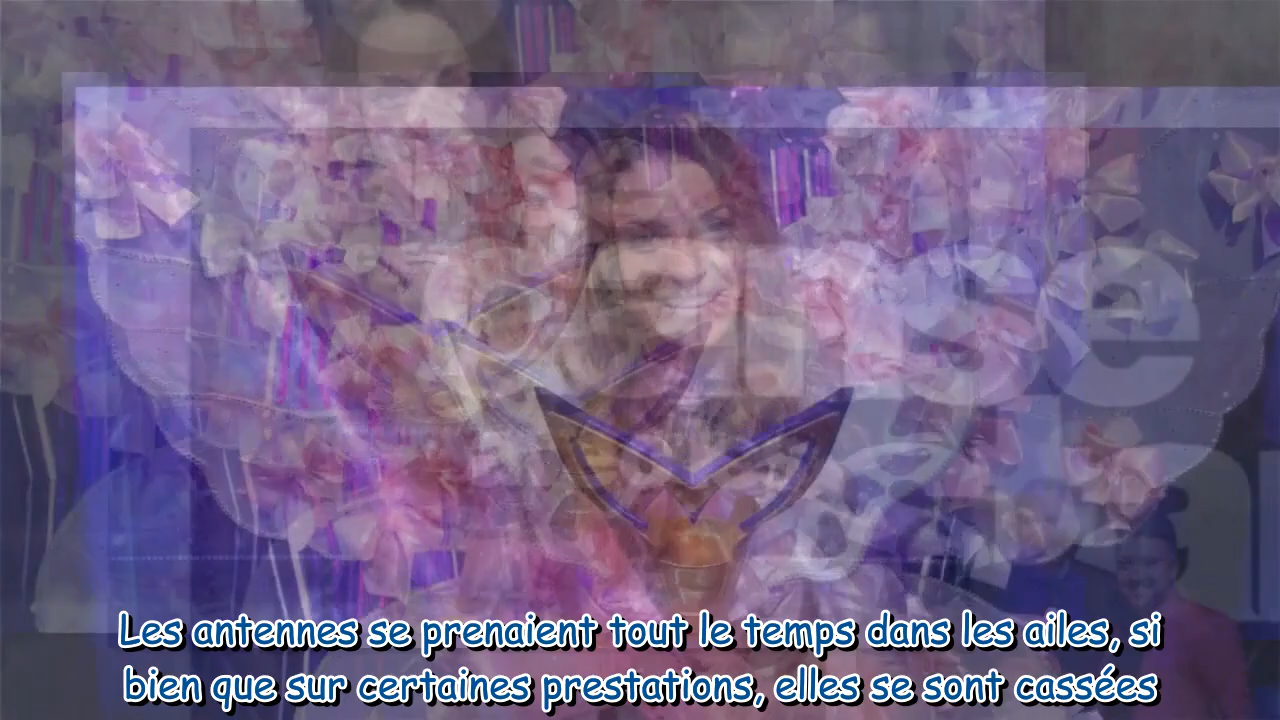 Les antennes se prenaient tout le temps dans les ailes, si
bien que sur certaines prestations, elles se sont cassées